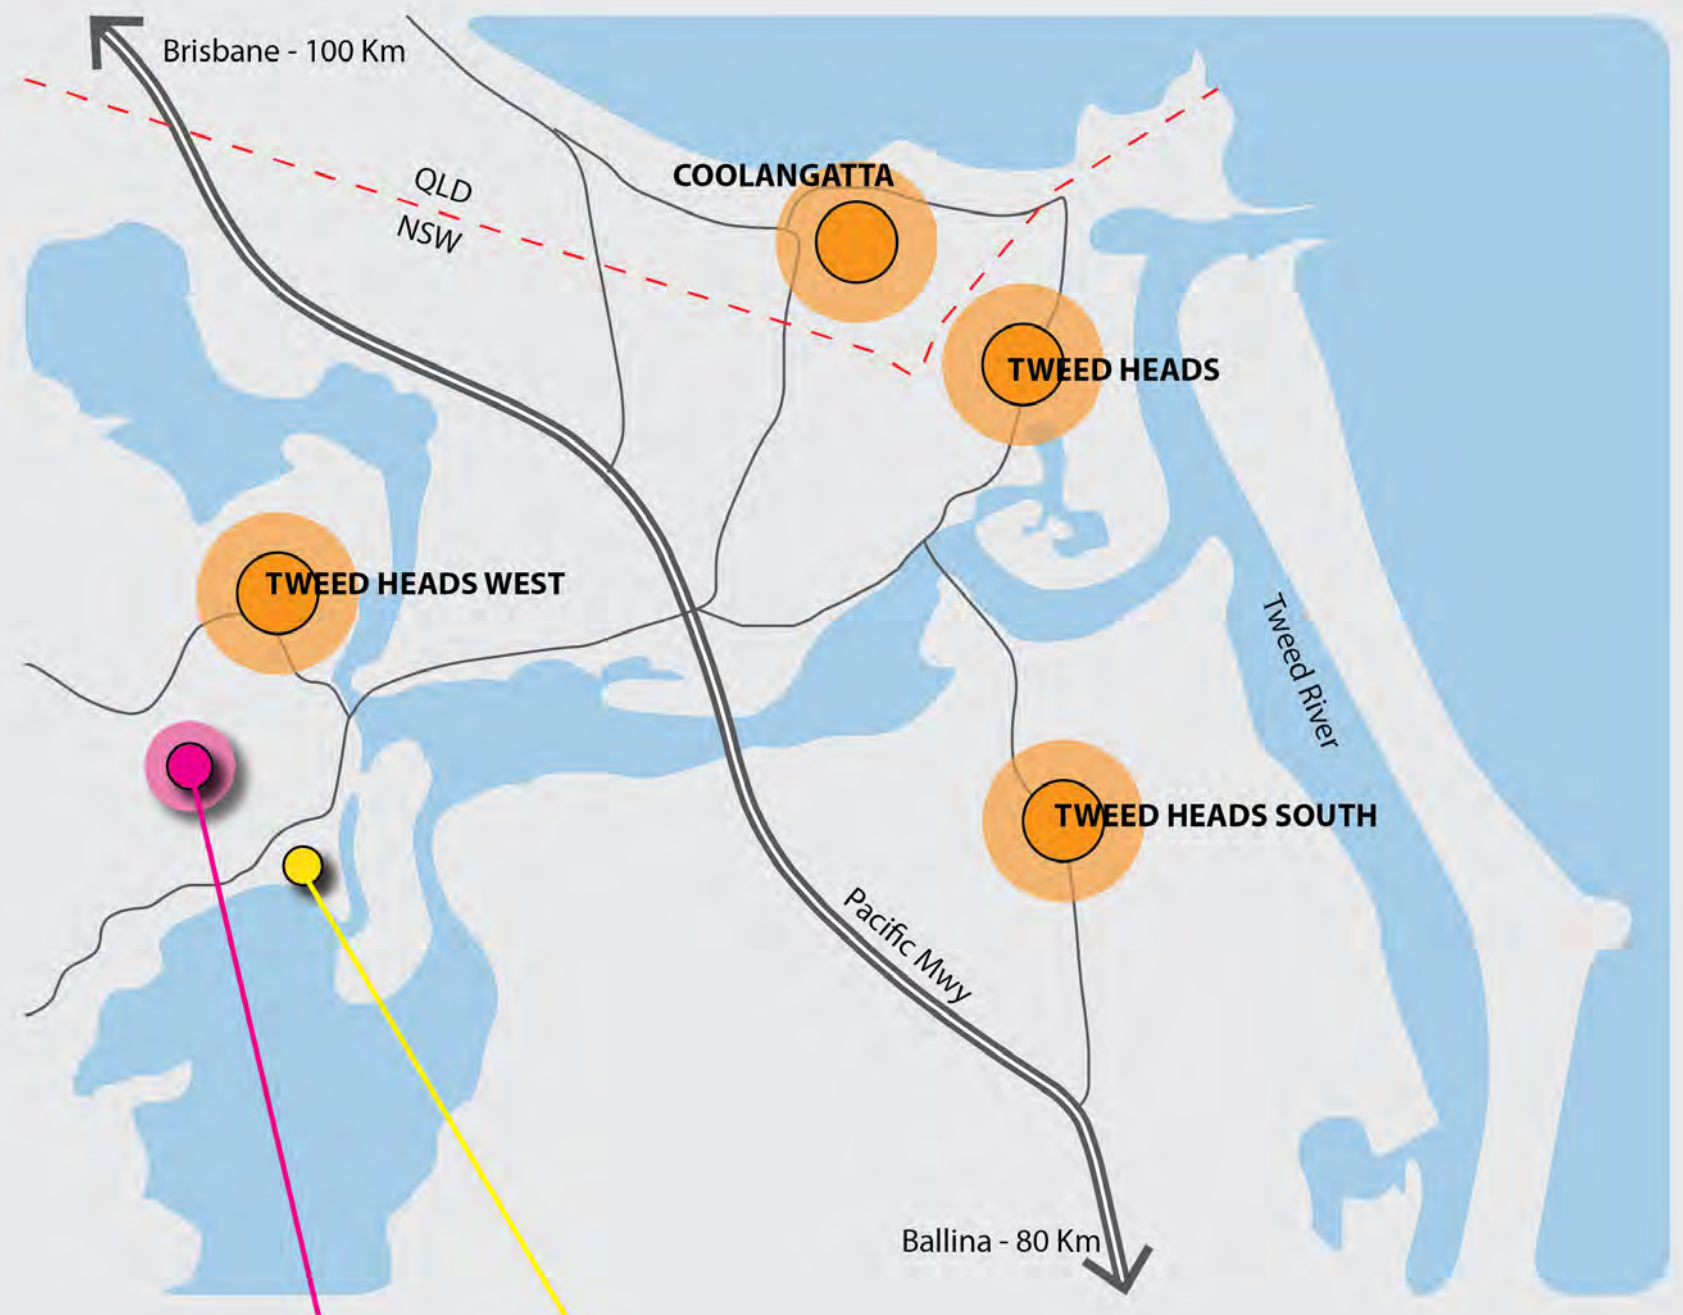 Brisbane - 100 Km
COOLANGATTA
QLD
NSW
TWEED HEADS
TWEED HEADS WEST
Tweed River
TWEED HEADS SOUTH
Pacific Mwy
Ballina - 80 Km